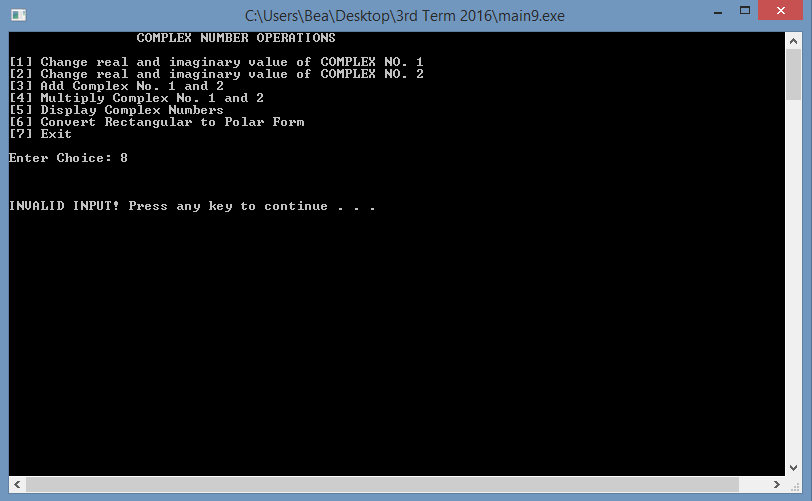 C:\Users\Bea\Desktop\3rd Term 2016\main9.exe
COMPLEX NUMBER OPERATIONS
[1] Change real and imaginary value of COMPLEX NO. 1
[2] Change real and imaginary value of COMPLEX NO. 2
[3] Add Complex No. 1 and 2
[4] Multiply Complex No. 1 and 2
[5] Display Complex Numbers
[6] Convert Rectangular to Polar Form
[7] Exit
Enter Choice: 8
INVALID INPUT! Press any key to continue . . .